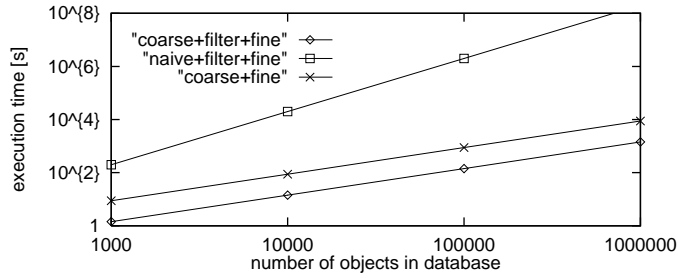 10^{8}
10^{6}
10^{4}
10^{2}
1
execution time [s]
"coarse+filter+fine"
"naive+filter+fine"
"coarse+fine"
1000 10000 100000 1000000
number of objects in database